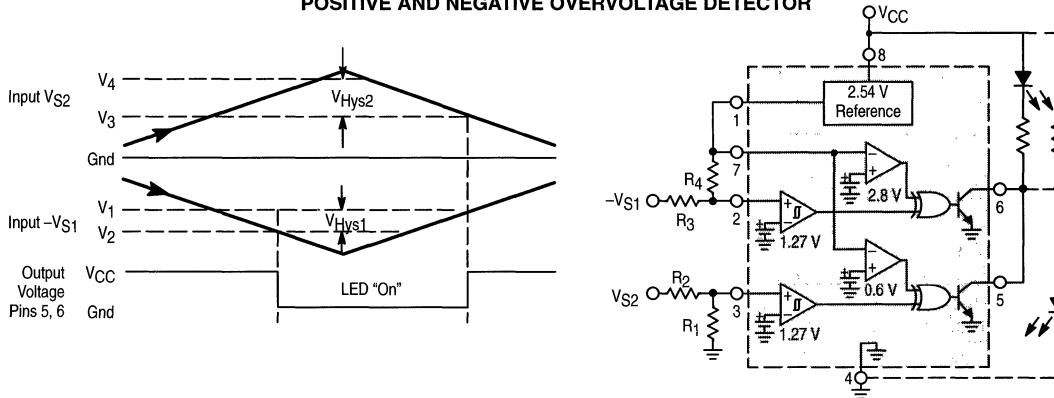 POSITIVE AND NEGATIVE OVERVOLTAGE DETECTOR
Input VS2
V4
V3
VHys2
Gnd
Input –VS1
V1
V2
VHys1
Output
Voltage
Pins 5, 6
VCC
Gnd
LED “On”
VCC
8
2.54 V
Reference
1
7
R4
–VS1
R3
2
2.8 V
1.27 V
6
R2
VS2
3
R1
0.6 V
1.27 V
5
4
+
–
+
–
–
+
–
+